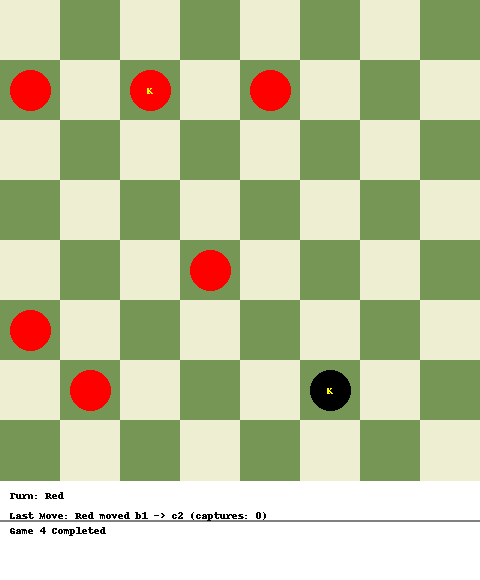 K
K
Turn: Red
Last Move: Red moved b1 -> c2 (captures: 0)
Game 4 Completed